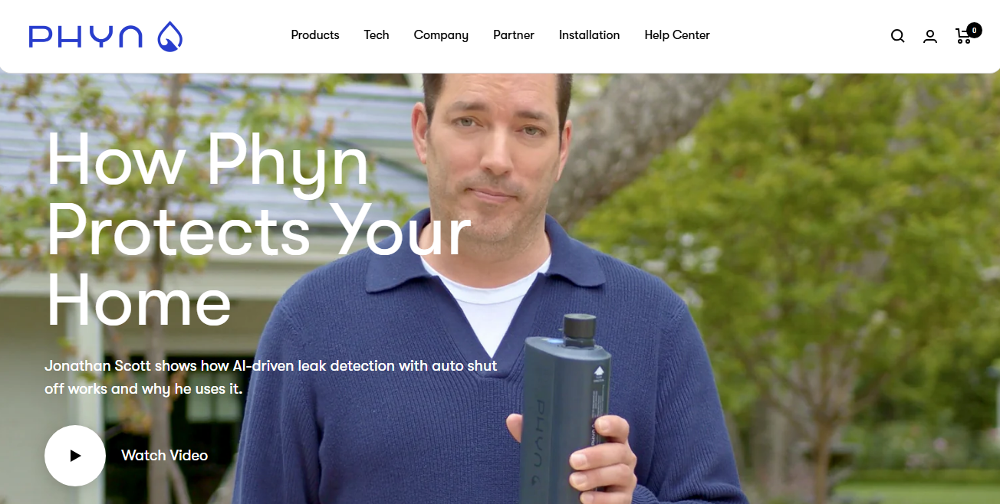 PHYN
Products Tech Company Partner Installation Help Center
0
How Phyn
Protects Your
Home
Jonathan Scott shows how AI-driven leak detection with auto shut
off works and why he uses it.
Watch Video
PHYN